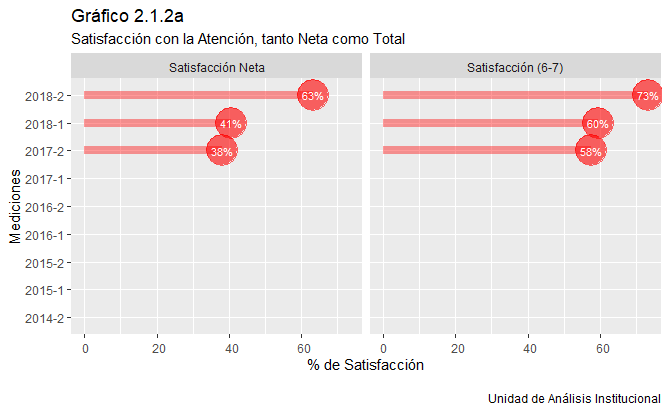 Gráfico 2.1.2a
Satisfacción con la Atención, tanto Neta como Total
Satisfacción Neta
Satisfacción (6-7)
Mediciones
2018-2
63%
73%
2018-1
41%
60%
2017-2
38%
58%
2017-1
2016-2
2016-1
2015-2
2015-1
2014-2
0 20 40 60
0 20 40 60
% de Satisfacción
Unidad de Análisis Institucional